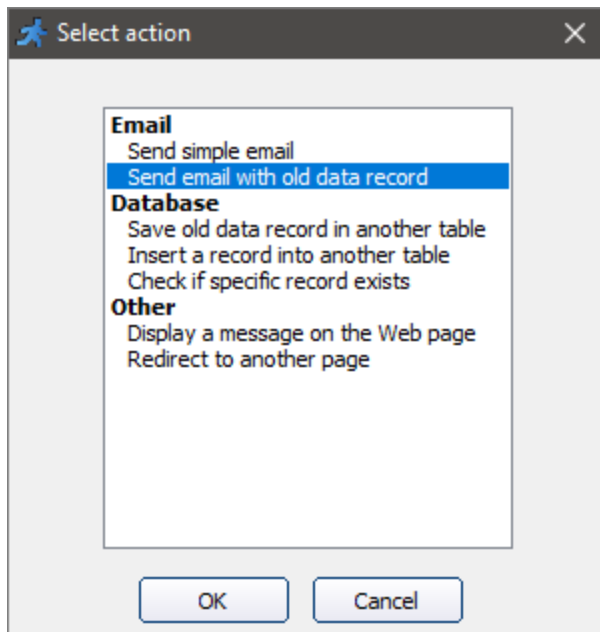 Select action
Email
Send simple email
Send email with old data record
Database
Save old data record in another table
Insert a record into another table
Check if specific record exists
Other
Display a message on the Web page
Redirect to another page
OK
Cancel